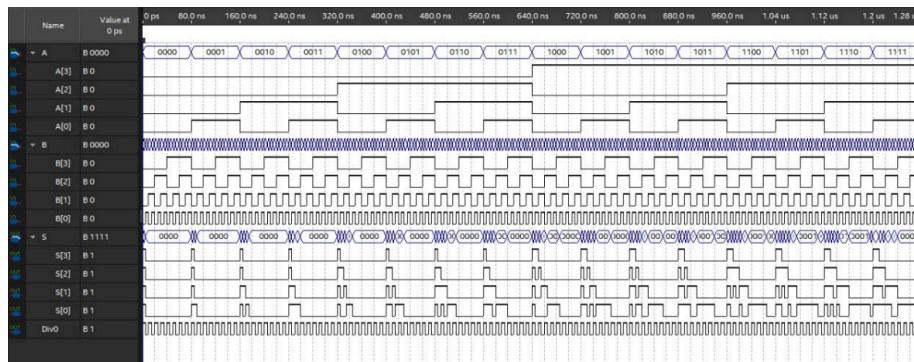 Name Value at 0 ps 0 ps 80.0 ns 160.0 ns 240.0 ns 320.0 ns 400.0 ns 480.0 ns 560.0 ns 640.0 ns 720.0 ns 800.0 ns 880.0 ns 960.0 ns 1.04 us 1.12 us 1.2 us 1.28
A B 0000 0000 0001 0010 0011 0100 0101 0110 0111 1000 1001 1010 1011 1100 1101 1110 1111
A[3] B 0
A[2] B 0
A[1] B 0
A[0] B 0
B B 0000
B[3] B 0
B[2] B 0
B[1] B 0
B[0] B 0
S B 1111 0000 0000 0000 0000 0000 0000 0000 0000
S[3] B 1
S[2] B 1
S[1] B 1
S[0] B 1
Div0 B 1